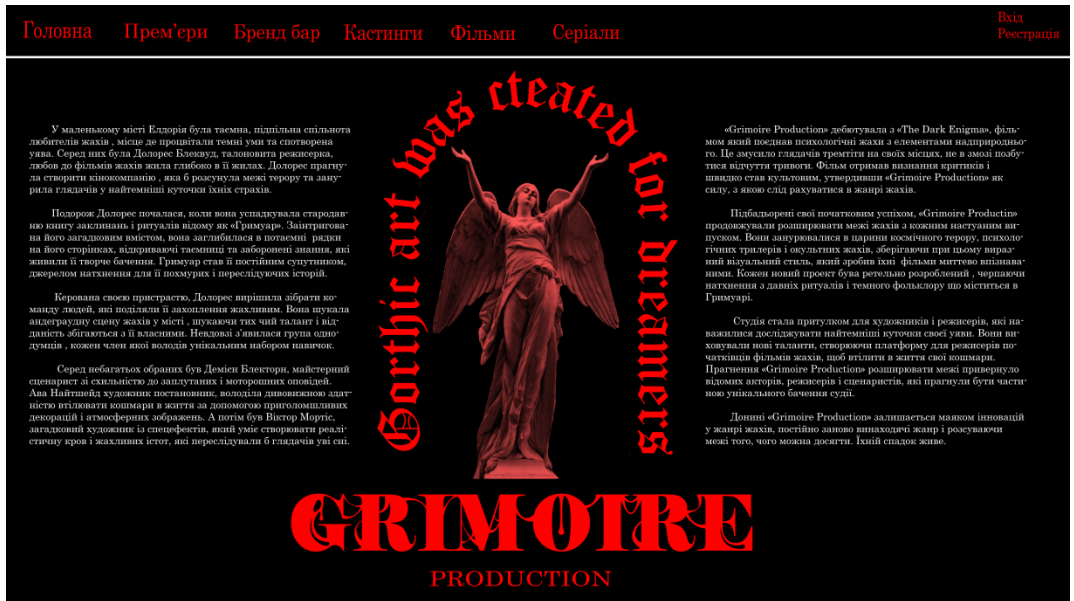 Головна Прем'єри Бренд бар Кастинги Фільми Серіали
Вхід
Реєстрація
Gorthic art was cteated for dreamers
У маленькому місті Елдорія була таємна, підпільна спільнота
любителів жахів , місце де процвітали темні уми та спотворена
уява. Серед них була Долорес Блеквуд, талоновита режисерка,
любов до фільмів жахів жила глибоко в її жилах. Долорес прагну-
ла створити кінокомпанію , яка б розсунула межі терору та зану-
рила глядачів у найтемніші куточки їхніх страхів.
Подорож Долорес почалася, коли вона успадкувала стародав-
ню книгу заклинань і ритуалів відому як «Гримуар». Заінтригова-
на його загадковим вмістом, вона заглибилася в потаємні рядки
на його сторінках, відкриваючі таємниці та заборонені знання, які
живили її творче бачення. Гримуар став її постійним супутником,
джерелом натхнення для її похмурих і переслідуючих історій.
Керована своєю пристрастю, Долорес вирішила зібрати ко-
манду людей, які поділяли її захоплення жахливим. Вона шукала
андеграудну сцену жахів у місті , шукаючи тих чий талант і від-
даність збігаються з її власними. Невдовзі з'явилася група одно-
думців , кожен член якої володів унікальним набором навичок.
Серед небагатьох обраних був Деміен Блекторн, майстерний
сценарист зі схильністю до заплутаних і моторошних оповідей.
Ава Найтшейд художник постановник, володіла дивовижною здат-
ністю втілювати кошмари в життя за допомогою приголомшливих
декорацій і атмосферних зображень. А потім був Віктор Мортіс,
загадковий художник із спецефектів, який уміє створювати реалі-
стичну кров і жахливих істот, які переслідували б глядачів уві сні.
«Grimoire Production» дебютувала з «The Dark Enigma», філь-
мом який поєднав психологічні жахи з елементами надприродньо-
го. Це змусило глядачів тремтіти на своїх місцях, не в змозі позбу-
тися відчуття тривоги. Фільм отримав визнання критиків і
швидко став культовим, утвердивши «Grimoire Production» як
силу, з якою слід рахуватися в жанрі жахів.
Підбадьорені свої початковим успіхом, «Grimoire Productin»
продовжували розширювати межі жахів з кожним настуаним ви-
пуском. Вони занурювалися в царини космічного терору, психоло-
гічних трилерів і окультних жахів, зберігаючи при цьому вираз-
ний візуальний стиль, який зробив їхні фільми миттєво впізнава-
ними. Кожен новий проект бува ретельно розроблений , черпаючи
натхнення з давніх ритуалів і темного фольклору що міститься в
Гримуарі.
Студія стала притулком для художників і режисерів, які на-
важилися досліджувати найтемніші куточки своєї уяви. Вони ви-
ховували нові таланти, створюючи платформу для режисерів по-
чатківців фільмів жахів, щоб втілити в життя свої кошмари.
Прагнення «Grimoire Production» розширювати межі привернуло
відомих акторів, режисерів і сценаристів, які прагнули бути части-
ною унікального бачення судії.
Донині «Grimoire Production» залишається маяком інновацій
у жанрі жахів, постійно заново винаходячі жанр і розсуваючи
межі того, чого можна досягти. Їхній спадок живе.
GRIMOIRE
PRODUCTION